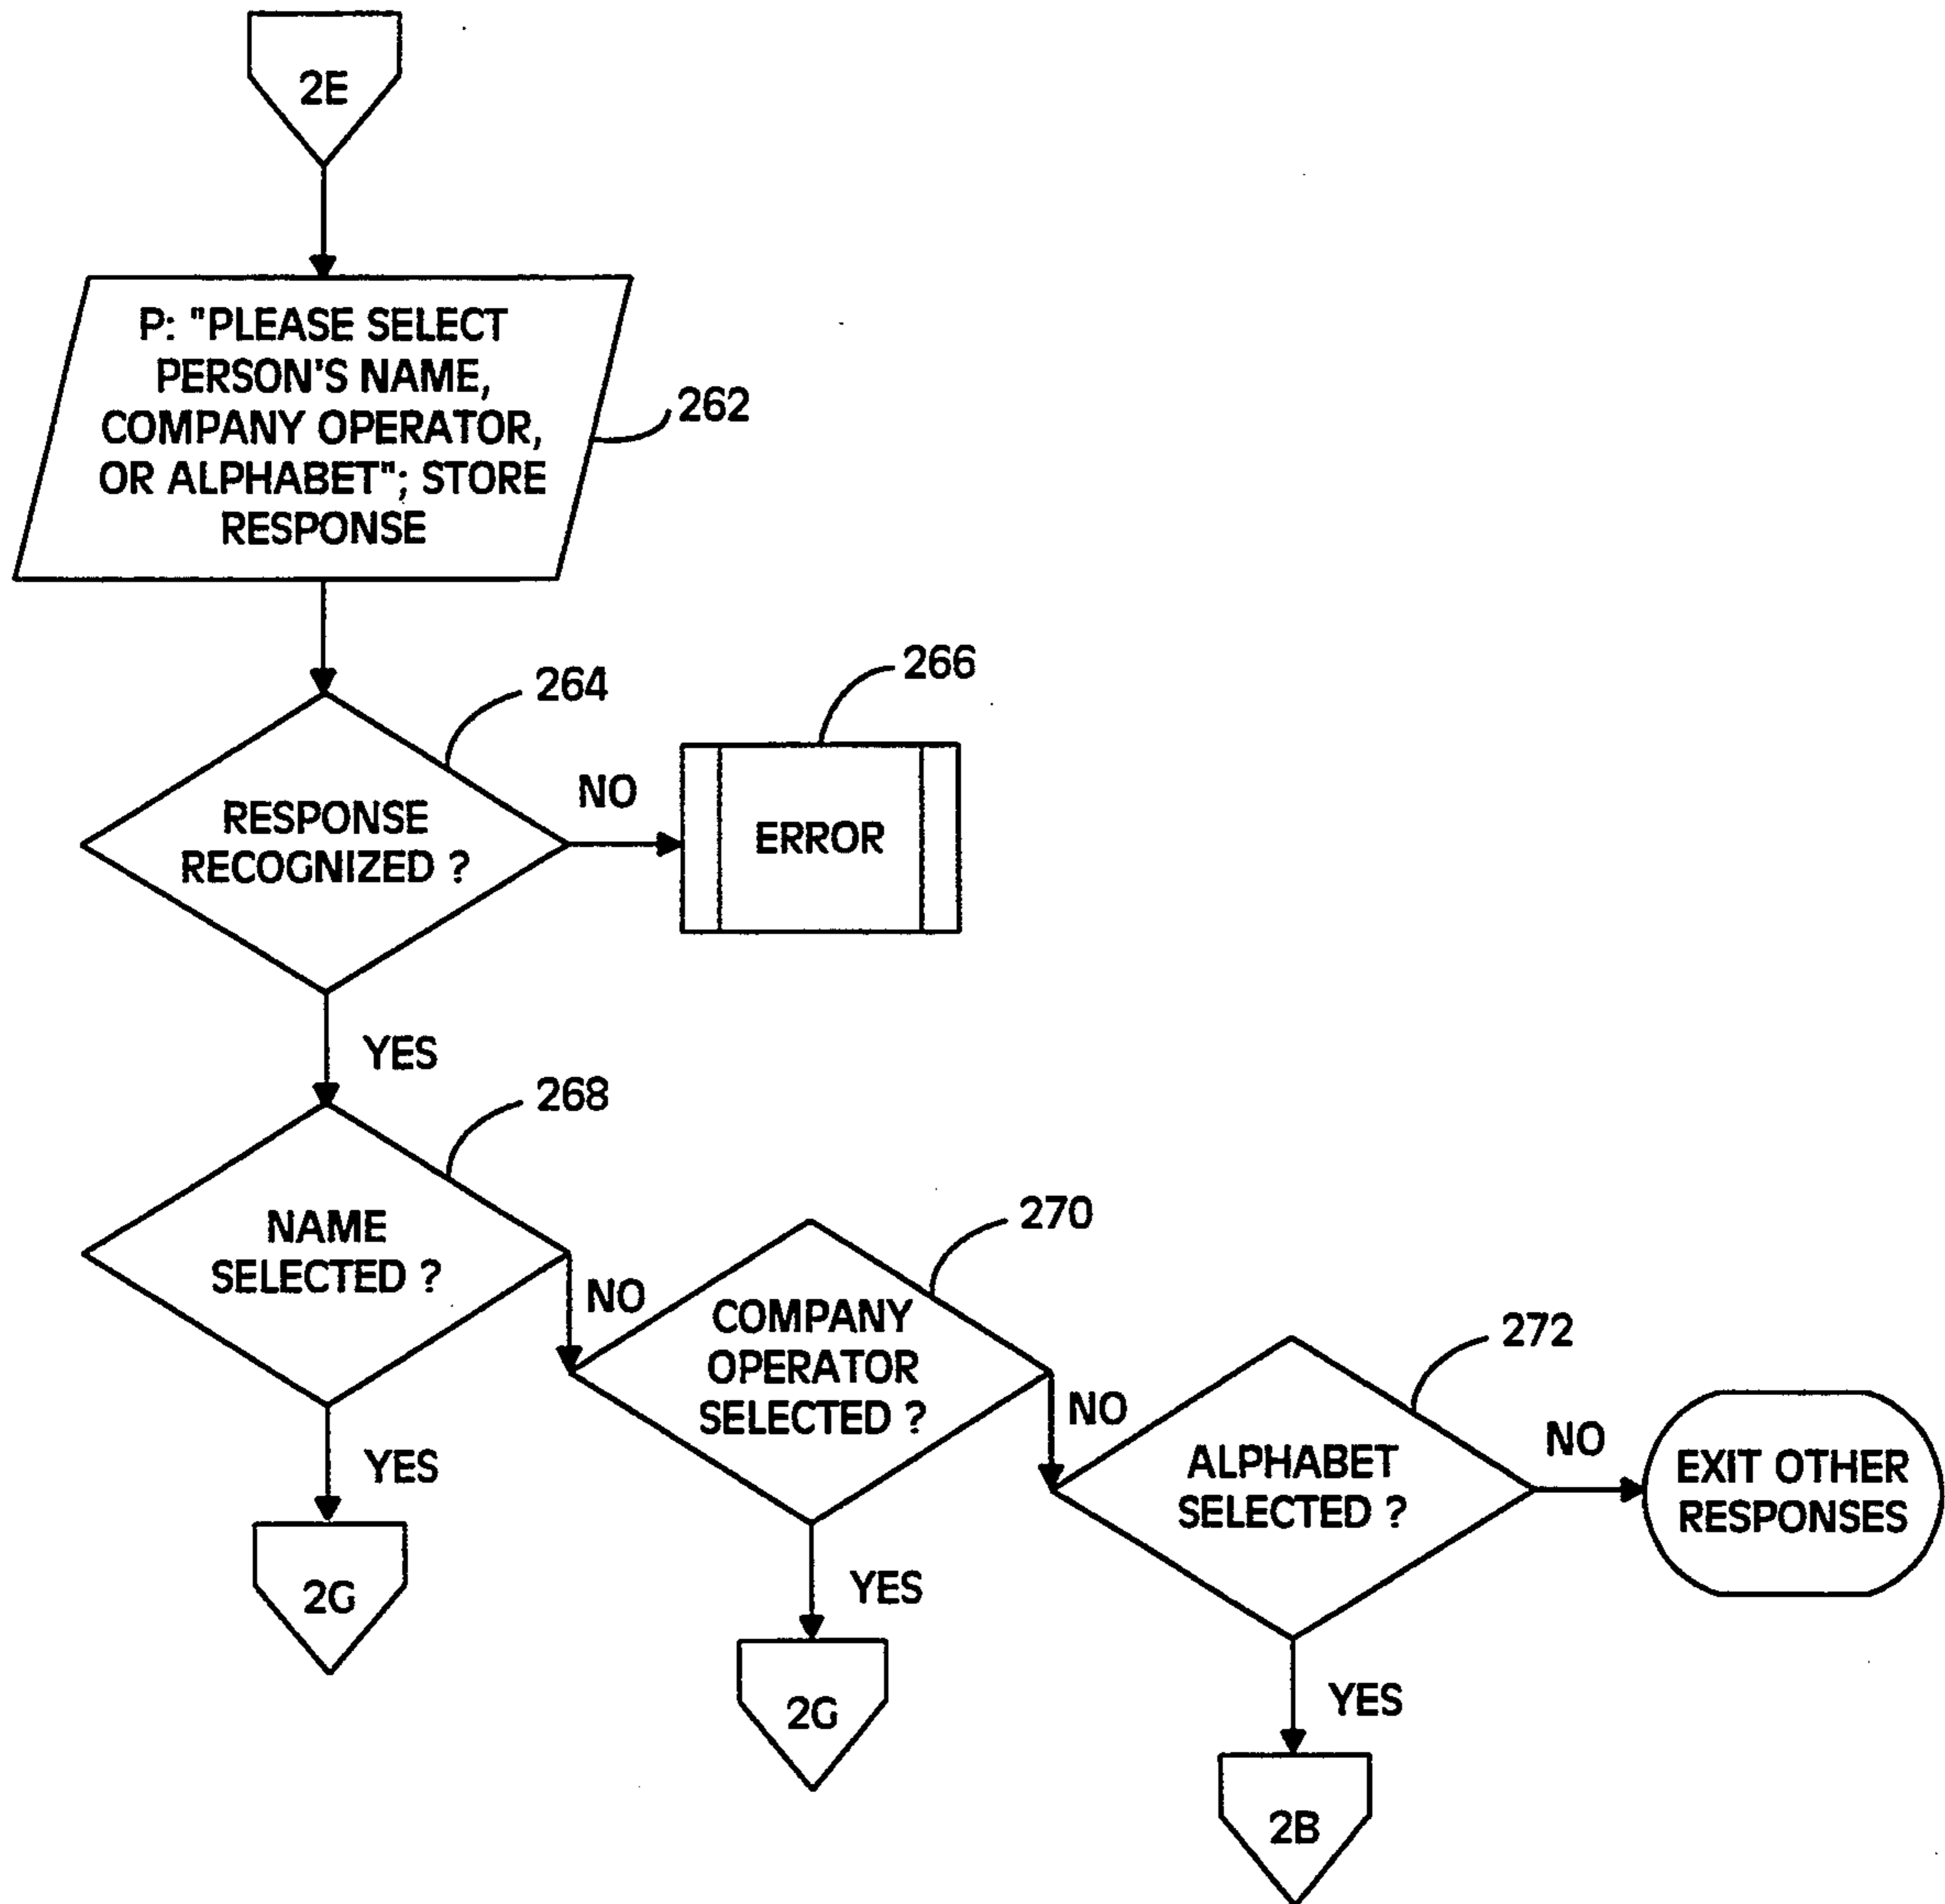 2E
P: "PLEASE SELECT
PERSON'S NAME,
COMPANY OPERATOR,
OR ALPHABET"; STORE
RESPONSE
262
264
RESPONSE
RECOGNIZED ?
NO
266
ERROR
YES
268
NAME
SELECTED ?
NO
270
COMPANY
OPERATOR
SELECTED ?
NO
272
ALPHABET
SELECTED ?
NO
EXIT OTHER
RESPONSES
YES
2G
YES
2G
YES
2B